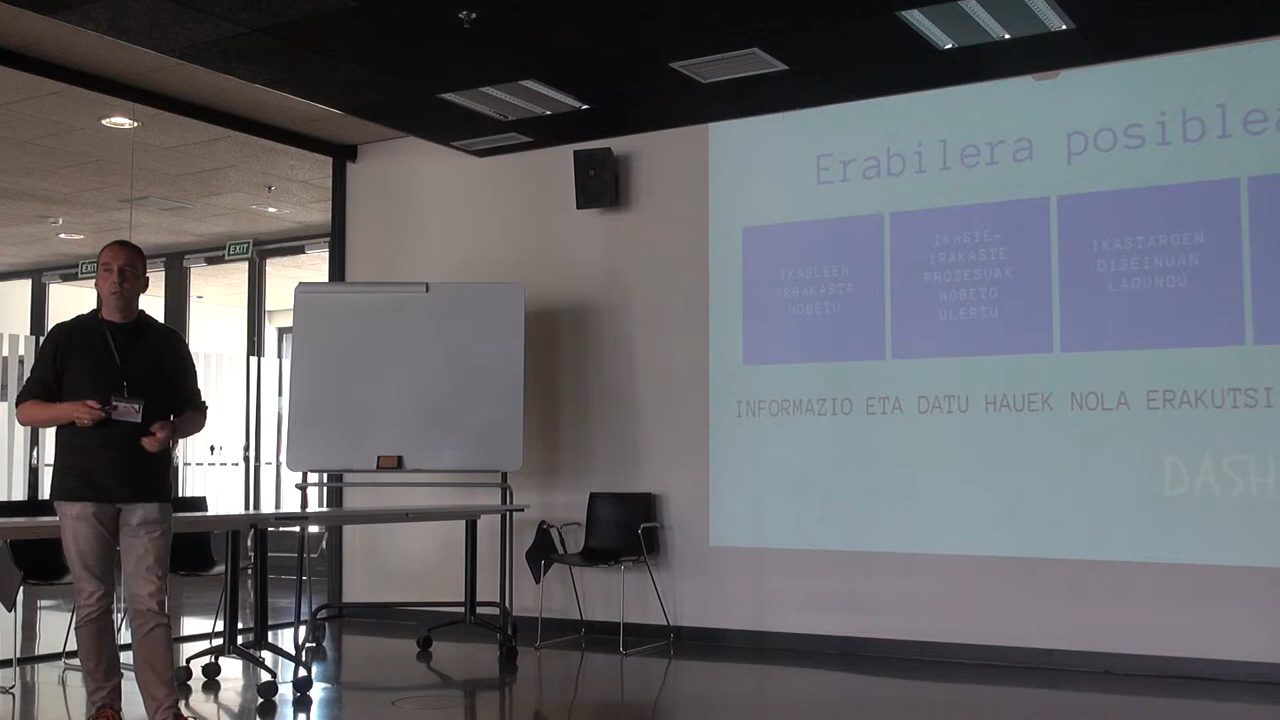 EXIT
EXIT
Erabilera posible
IKASLEEN
ARRAKASTA
HOBETU
IKASTE-
IRAKASTE
PROZESUAK
HOBETO
ULERTU
IKASTAROEN
DISEINUAN
LAGUNDU
INFORMAZIO ETA DATU HAUEK NOLA ERAKUTSI
DASH